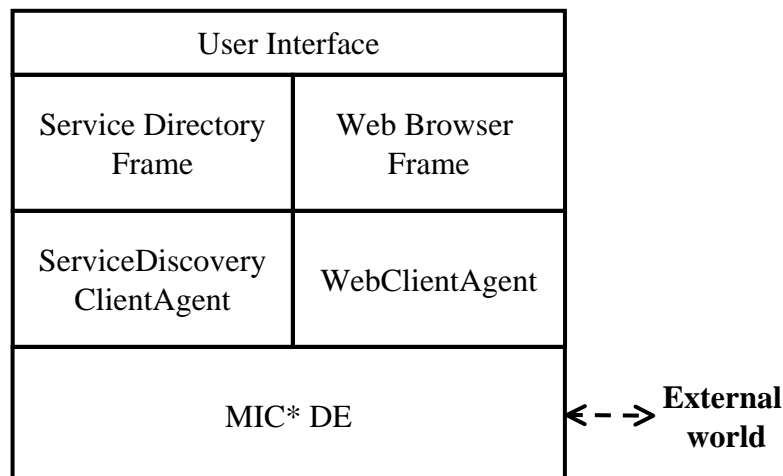 User Interface
Service Directory
Frame
Web Browser
Frame
ServiceDiscovery
ClientAgent
WebClientAgent
MIC* DE
External
world